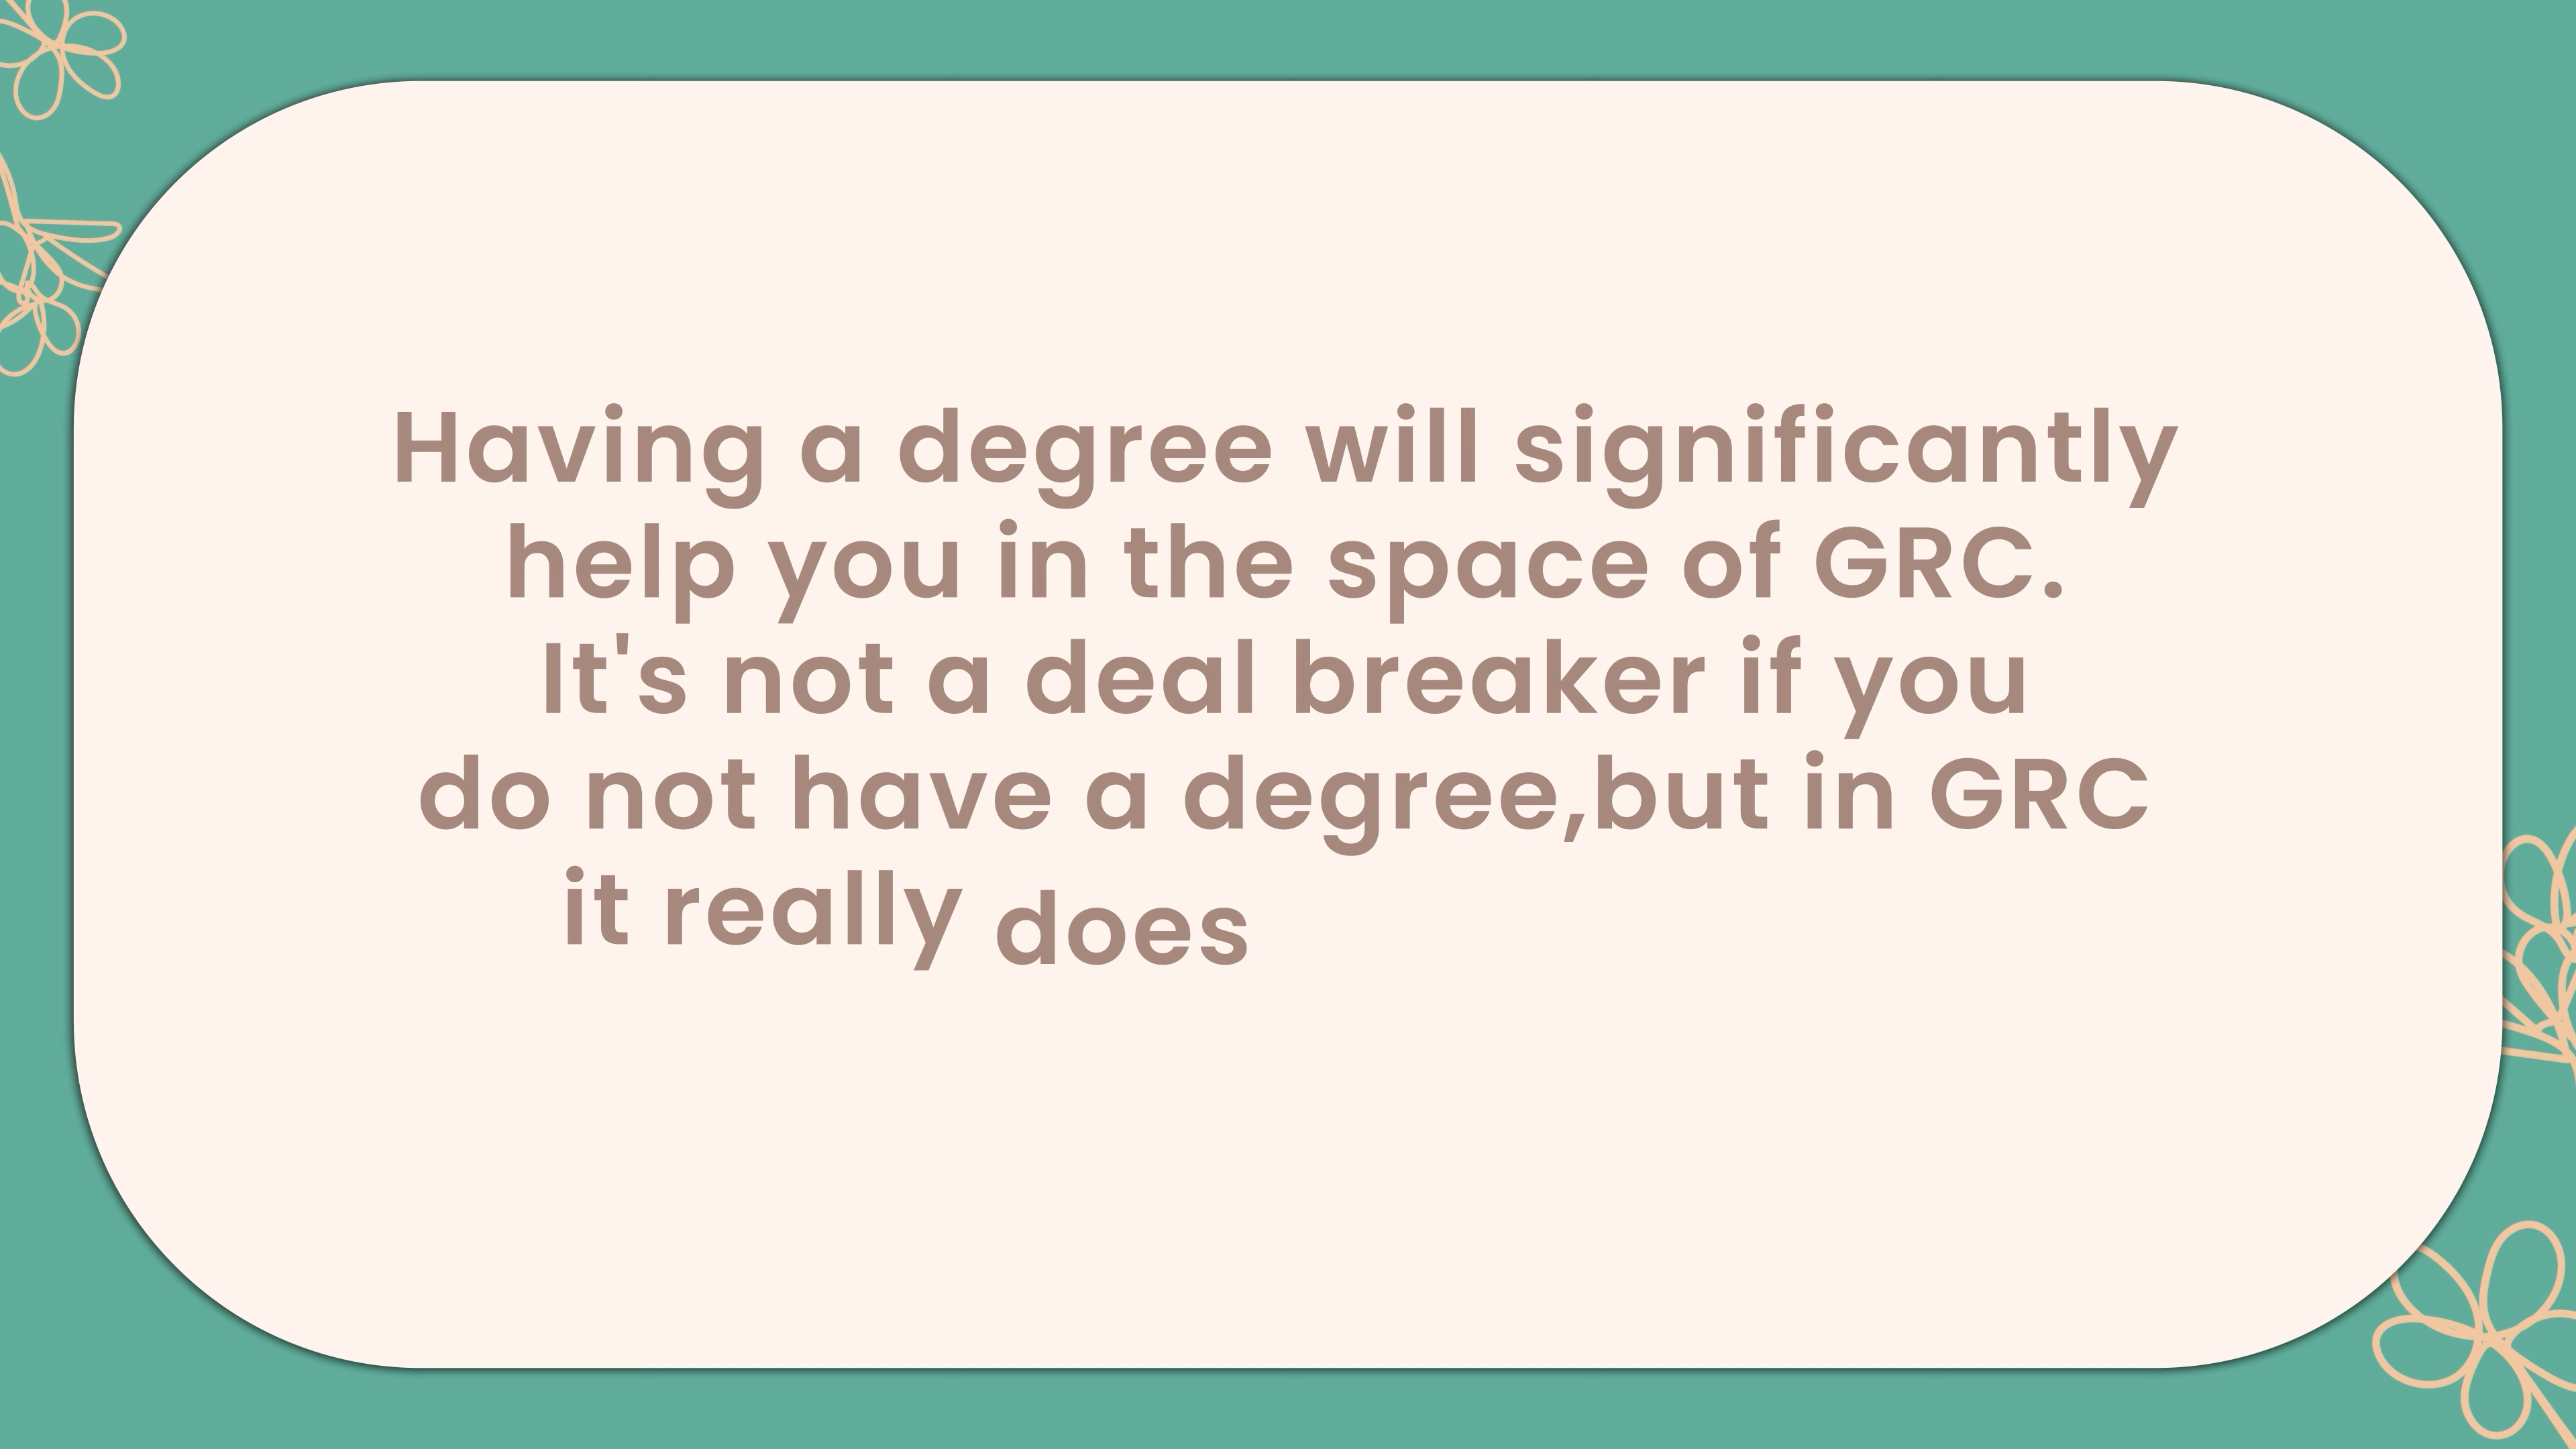 Having a degree will significantly
help you in the space of GRC.
It's not a deal breaker if you
do not have a degree,but in GRC
it really does